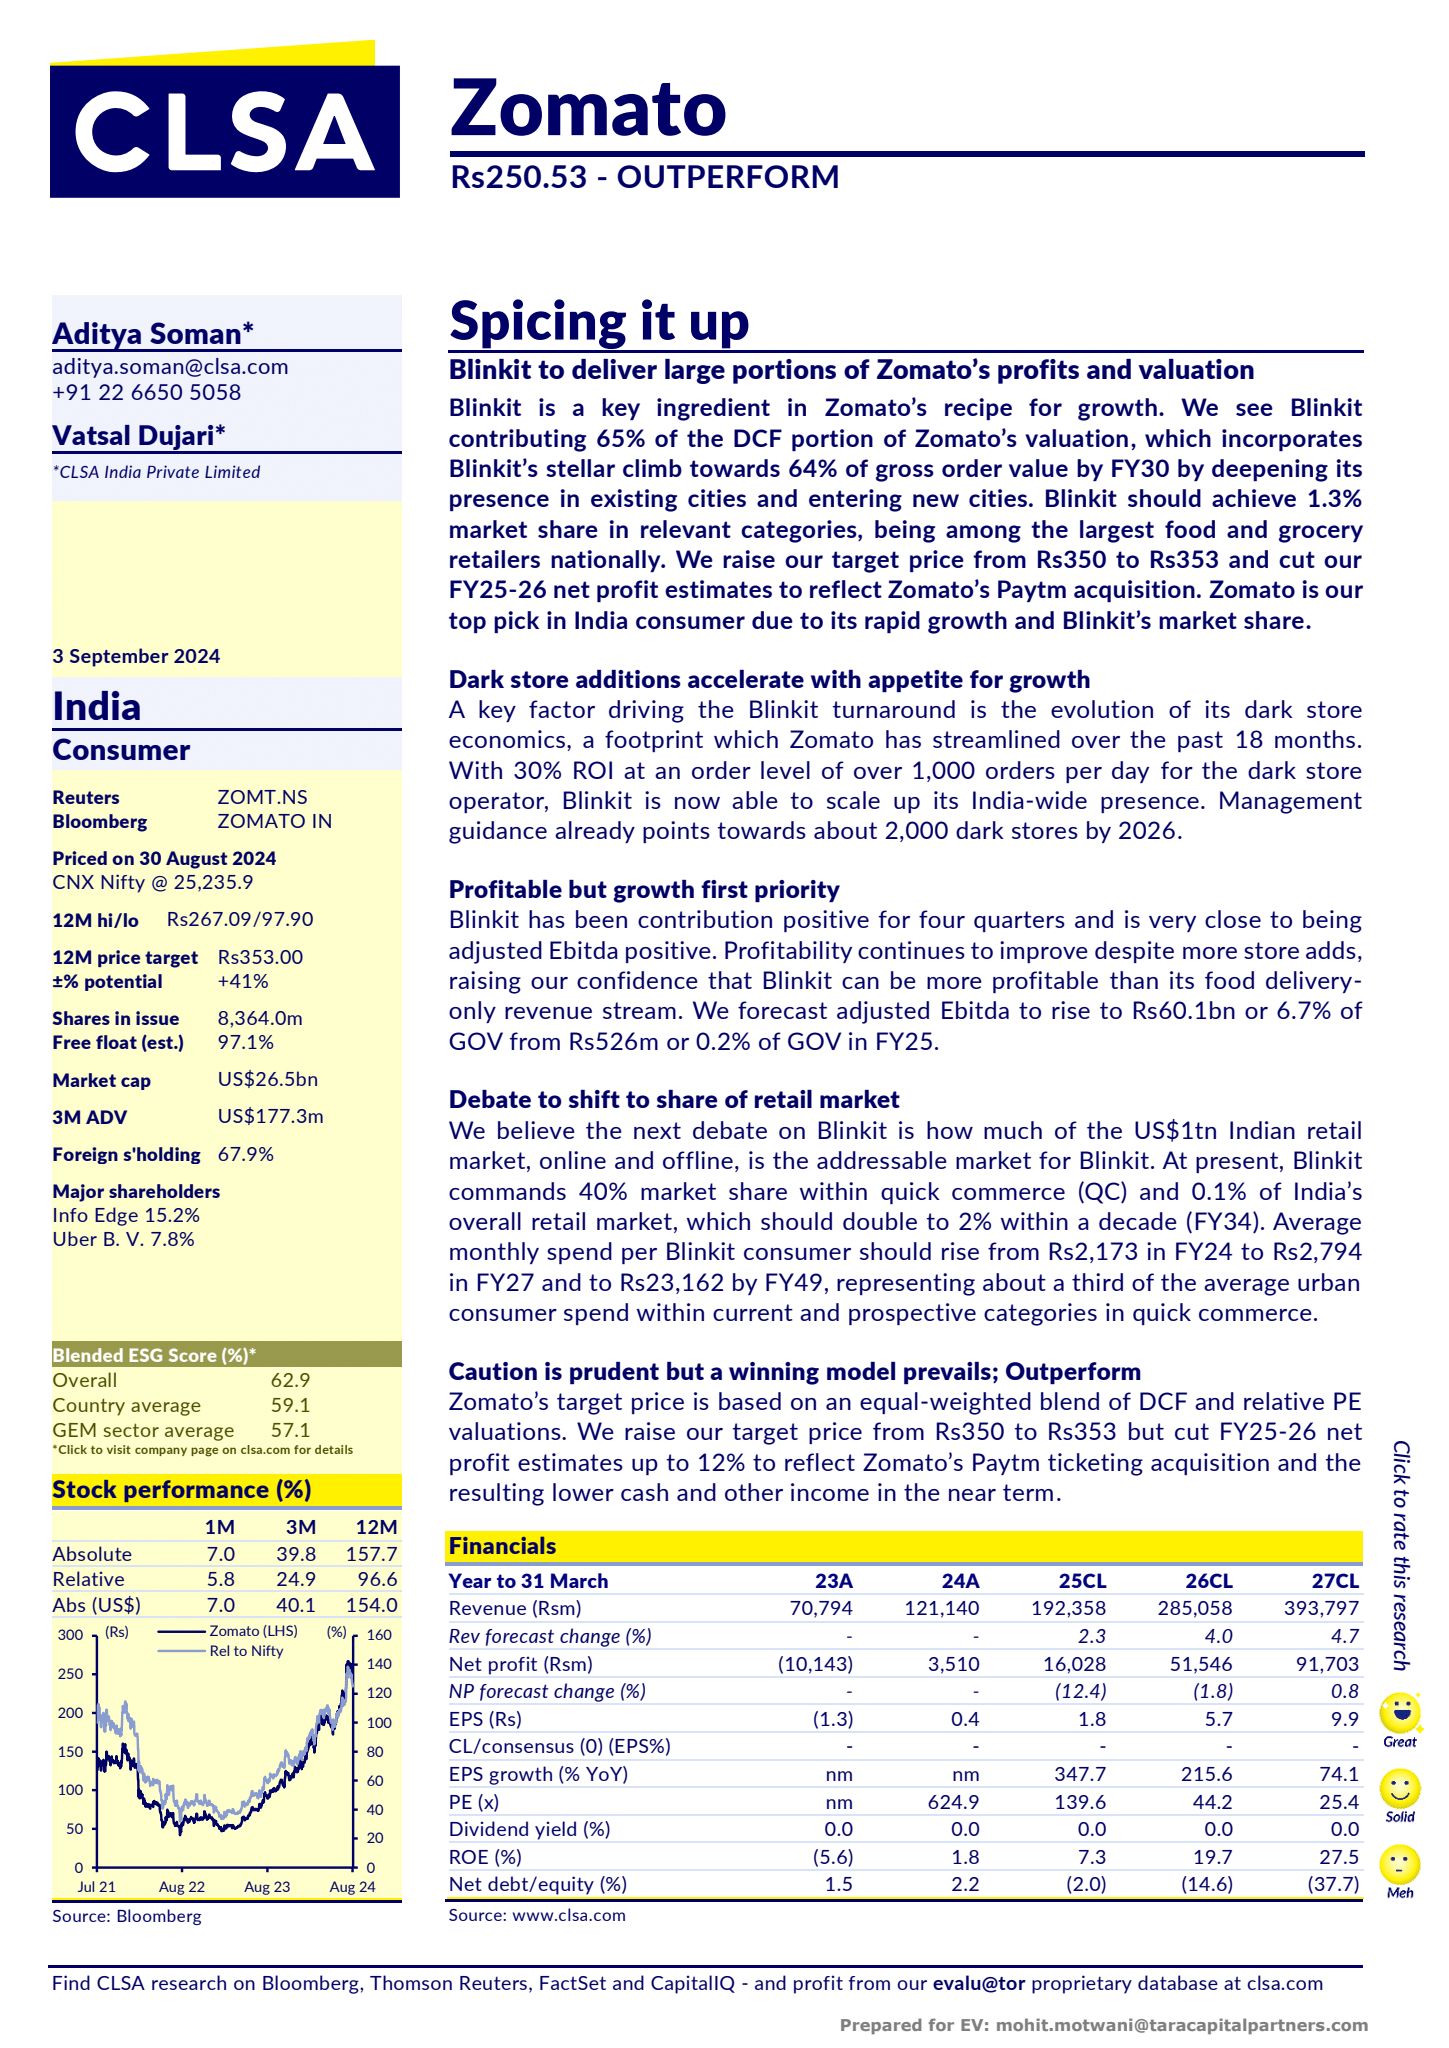 CLSA
Zomato
Rs250.53 - OUTPERFORM
Aditya Soman*
aditya.soman@clsa.com
+91 22 6650 5058
Vatsal Dujari*
*CLSA India Private Limited
3 September 2024
India
Consumer
Reuters ZOMT.NS
Bloomberg ZOMATO IN
Priced on 30 August 2024
CNX Nifty @ 25,235.9
12M hi/lo Rs267.09/97.90
12M price target Rs353.00
±% potential +41%
Shares in issue 8,364.0m
Free float (est.) 97.1%
Market cap US$26.5bn
3M ADV US$177.3m
Foreign s'holding 67.9%
Major shareholders
Info Edge 15.2%
Uber B. V. 7.8%
Blended ESG Score (%)*
Overall 62.9
Country average 59.1
GEM sector average 57.1
*Click to visit company page on clsa.com for details
Stock performance (%)
1M 3M 12M
Absolute 7.0 39.8 157.7
Relative 5.8 24.9 96.6
Abs (US$) 7.0 40.1 154.0
300 (Rs) Zomato (LHS) (%) 160
Rel to Nifty
140
250
120
200
100
150 80
60
100
40
50
20
0 0
Jul 21 Aug 22 Aug 23 Aug 24
Source: Bloomberg
Spicing it up
Blinkit to deliver large portions of Zomato’s profits and valuation
Blinkit is a key ingredient in Zomato’s recipe for growth. We see Blinkit
contributing 65% of the DCF portion of Zomato’s valuation, which incorporates
Blinkit’s stellar climb towards 64% of gross order value by FY30 by deepening its
presence in existing cities and entering new cities. Blinkit should achieve 1.3%
market share in relevant categories, being among the largest food and grocery
retailers nationally. We raise our target price from Rs350 to Rs353 and cut our
FY25-26 net profit estimates to reflect Zomato’s Paytm acquisition. Zomato is our
top pick in India consumer due to its rapid growth and Blinkit’s market share.
Dark store additions accelerate with appetite for growth
A key factor driving the Blinkit turnaround is the evolution of its dark store
economics, a footprint which Zomato has streamlined over the past 18 months.
With 30% ROI at an order level of over 1,000 orders per day for the dark store
operator, Blinkit is now able to scale up its India-wide presence. Management
guidance already points towards about 2,000 dark stores by 2026.
Profitable but growth first priority
Blinkit has been contribution positive for four quarters and is very close to being
adjusted Ebitda positive. Profitability continues to improve despite more store adds,
raising our confidence that Blinkit can be more profitable than its food delivery-
only revenue stream. We forecast adjusted Ebitda to rise to Rs60.1bn or 6.7% of
GOV from Rs526m or 0.2% of GOV in FY25.
Debate to shift to share of retail market
We believe the next debate on Blinkit is how much of the US$1tn Indian retail
market, online and offline, is the addressable market for Blinkit. At present, Blinkit
commands 40% market share within quick commerce (QC) and 0.1% of India’s
overall retail market, which should double to 2% within a decade (FY34). Average
monthly spend per Blinkit consumer should rise from Rs2,173 in FY24 to Rs2,794
in FY27 and to Rs23,162 by FY49, representing about a third of the average urban
consumer spend within current and prospective categories in quick commerce.
Caution is prudent but a winning model prevails; Outperform
Zomato’s target price is based on an equal-weighted blend of DCF and relative PE
valuations. We raise our target price from Rs350 to Rs353 but cut FY25-26 net
profit estimates up to 12% to reflect Zomato’s Paytm ticketing acquisition and the
resulting lower cash and other income in the near term.
Financials
Year to 31 March 23A 24A 25CL 26CL 27CL
Revenue (Rsm) 70,794 121,140 192,358 285,058 393,797
Rev forecast change (%) - - 2.3 4.0 4.7
Net profit (Rsm) (10,143) 3,510 16,028 51,546 91,703
NP forecast change (%) - - (12.4) (1.8) 0.8
EPS (Rs) (1.3) 0.4 1.8 5.7 9.9
CL/consensus (0) (EPS%) - - - - -
EPS growth (% YoY) nm nm 347.7 215.6 74.1
PE (x) nm 624.9 139.6 44.2 25.4
Dividend yield (%) 0.0 0.0 0.0 0.0 0.0
ROE (%) (5.6) 1.8 7.3 19.7 27.5
Net debt/equity (%) 1.5 2.2 (2.0) (14.6) (37.7)
Source: www.clsa.com
Click to rate this research
Great
Solid
Meh
Find CLSA research on Bloomberg, Thomson Reuters, FactSet and CapitalIQ - and profit from our evalu@tor proprietary database at clsa.com
Prepared for EV: mohit.motwani@taracapitalpartners.com